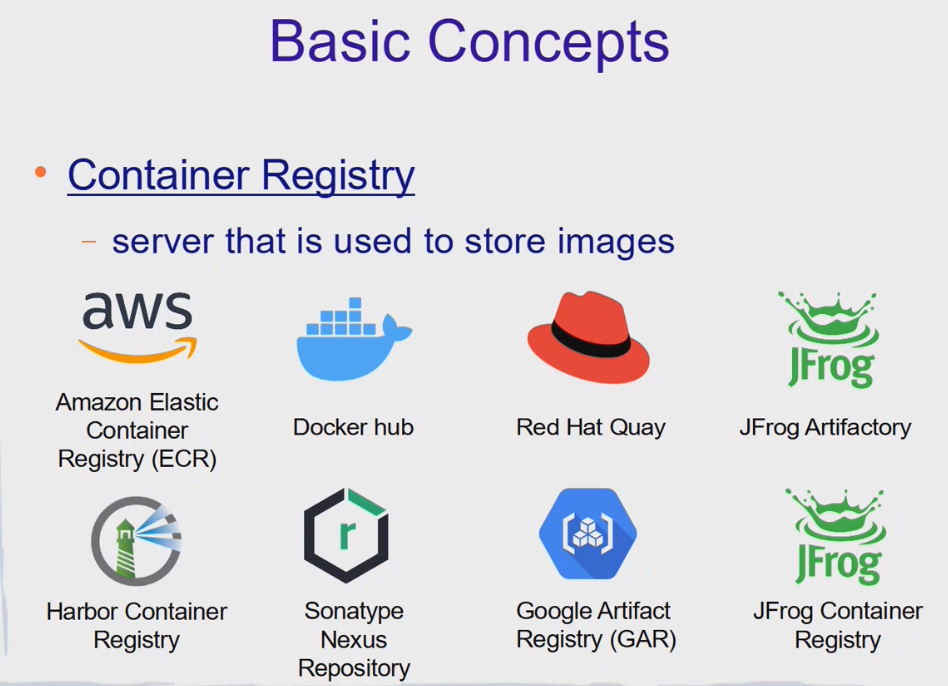 Basic Concepts
• Container Registry
– server that is used to store images
aws
JFrog
Amazon Elastic
Container
Registry (ECR)
Docker hub
Red Hat Quay
JFrog Artifactory
r
JFrog
Harbor Container
Registry
Sonatype
Nexus
Repository
Google Artifact
Registry (GAR)
JFrog Container
Registry